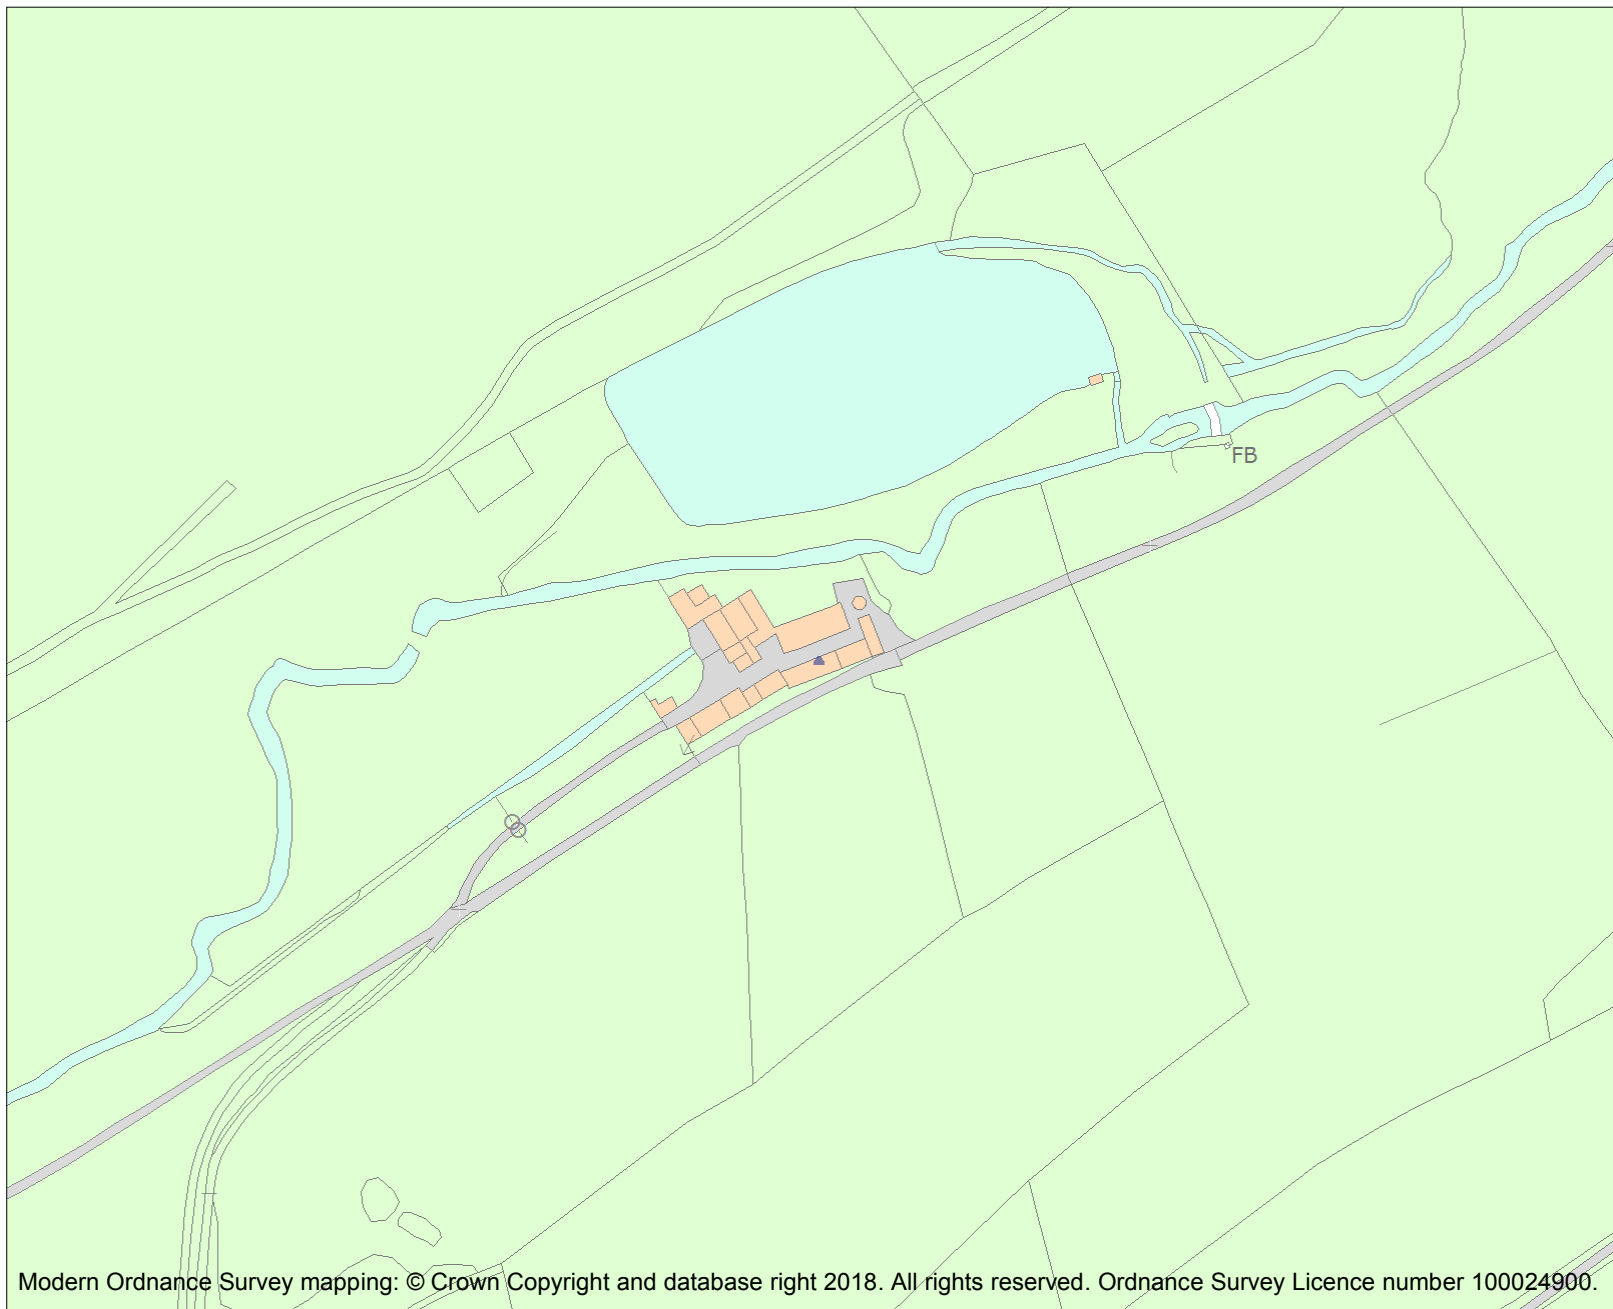 FB
Modern Ordnance Survey mapping: © Crown Copyright and database right 2018. All rights reserved. Ordnance Survey Licence number 100024900.